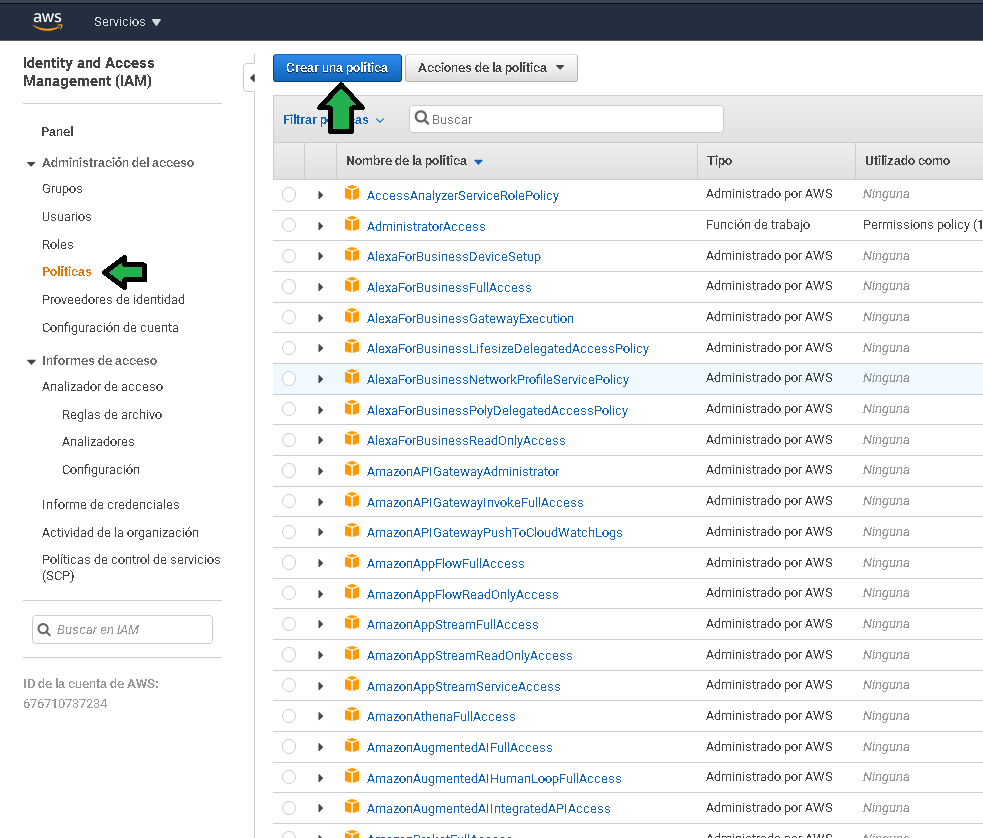 aws
Servicios
Identity and Access
Management (IAM)
Panel
Administración del acceso
Grupos
Usuarios
Roles
Políticas
Proveedores de identidad
Configuración de cuenta
Informes de acceso
Analizador de acceso
Reglas de archivo
Analizadores
Configuración
Informe de credenciales
Actividad de la organización
Políticas de control de servicios
(SCP)
Buscar en IAM
ID de la cuenta de AWS:
676710737234
Crear una política Acciones de la política
Filtrar Buscar
Nombre de la política Tipo Utilizado como
AccessAnalyzerServiceRolePolicy Administrado por AWS Ninguna
AdministratorAccess Función de trabajo Permissions policy (1
AlexaForBusinessDeviceSetup Administrado por AWS Ninguna
AlexaForBusinessFullAccess Administrado por AWS Ninguna
AlexaForBusinessGatewayExecution Administrado por AWS Ninguna
AlexaForBusinessLifesizeDelegatedAccessPolicy Administrado por AWS Ninguna
AlexaForBusinessNetworkProfileServicePolicy Administrado por AWS Ninguna
AlexaForBusinessPolyDelegatedAccessPolicy Administrado por AWS Ninguna
AlexaForBusinessReadOnlyAccess Administrado por AWS Ninguna
AmazonAPIGatewayAdministrator Administrado por AWS Ninguna
AmazonAPIGatewayInvokeFullAccess Administrado por AWS Ninguna
AmazonAPIGatewayPushToCloudWatchLogs Administrado por AWS Ninguna
AmazonAppFlowFullAccess Administrado por AWS Ninguna
AmazonAppFlowReadOnlyAccess Administrado por AWS Ninguna
AmazonAppStreamFullAccess Administrado por AWS Ninguna
AmazonAppStreamReadOnlyAccess Administrado por AWS Ninguna
AmazonAppStreamServiceAccess Administrado por AWS Ninguna
AmazonAthenaFullAccess Administrado por AWS Ninguna
AmazonAugmentedAIFullAccess Administrado por AWS Ninguna
AmazonAugmentedAIHumanLoopFullAccess Administrado por AWS Ninguna
AmazonAugmentedAIIntegratedAPIAccess Administrado por AWS Ninguna